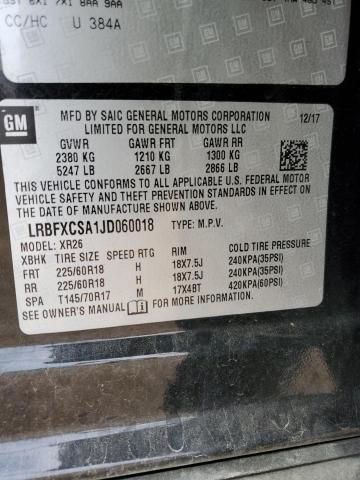 CC/HC U 384A
GM
MFD BY SAIC GENERAL MOTORS CORPORATION 12/17
LIMITED FOR GENERAL MOTORS LLC
GVWR GAWR FRT GAWR RR
2380 KG 1210 KG 1300 KG
5247 LB 2667 LB 2866 LB
THIS VEHICLE CONFORMS TO ALL APPLICABLE U.S. FEDERAL MOTOR
VEHICLE SAFETY AND THEFT PREVENTION STANDARDS IN EFFECT
ON THE DATE OF MANUFACTURE SHOWN ABOVE.
LRBFXCSA1JD060018 TYPE: M.P.V.
MODEL: XR26
XBHK TIRE SIZE SPEED RTG RIM COLD TIRE PRESSURE
FRT 225/60R18 H 18X7.5J 240KPA(35PSI)
RR 225/60R18 H 18X7.5J 240KPA(35PSI)
SPA T145/70R17 M 17X4BT 420KPA(60PSI)
SEE OWNER'S MANUAL FOR MORE INFORMATION.